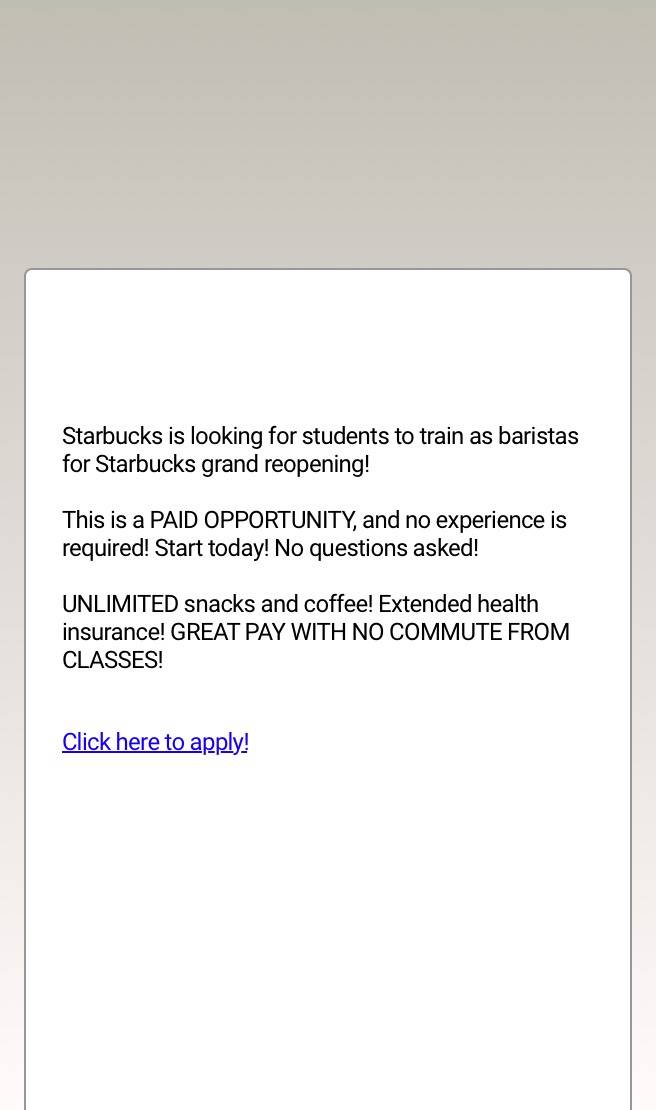 Starbucks is looking for students to train as baristas
for Starbucks grand reopening!
This is a PAID OPPORTUNITY, and no experience is
required! Start today! No questions asked!
UNLIMITED snacks and coffee! Extended health
insurance! GREAT PAY WITH NO COMMUTE FROM
CLASSES!
Click here to apply!